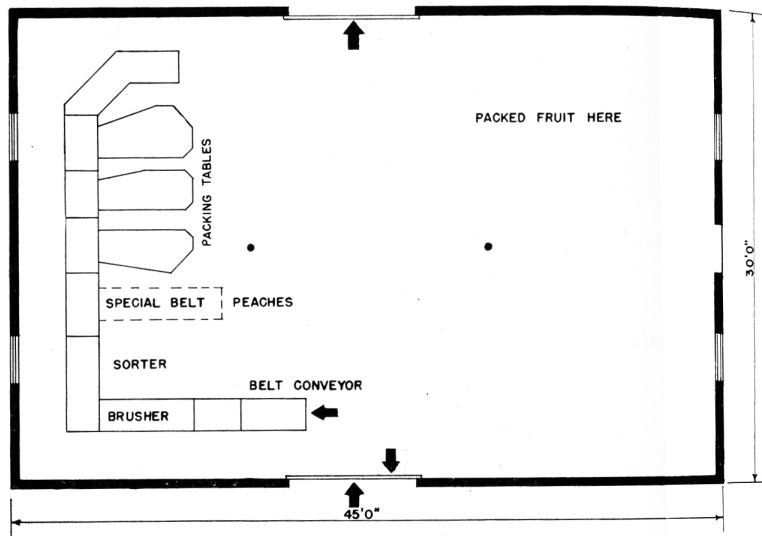 PACKED FRUIT HERE
PACKING TABLES
SPECIAL BELT
PEACHES
30'0"
SORTER
BELT CONVEYOR
BRUSHER
45'0"